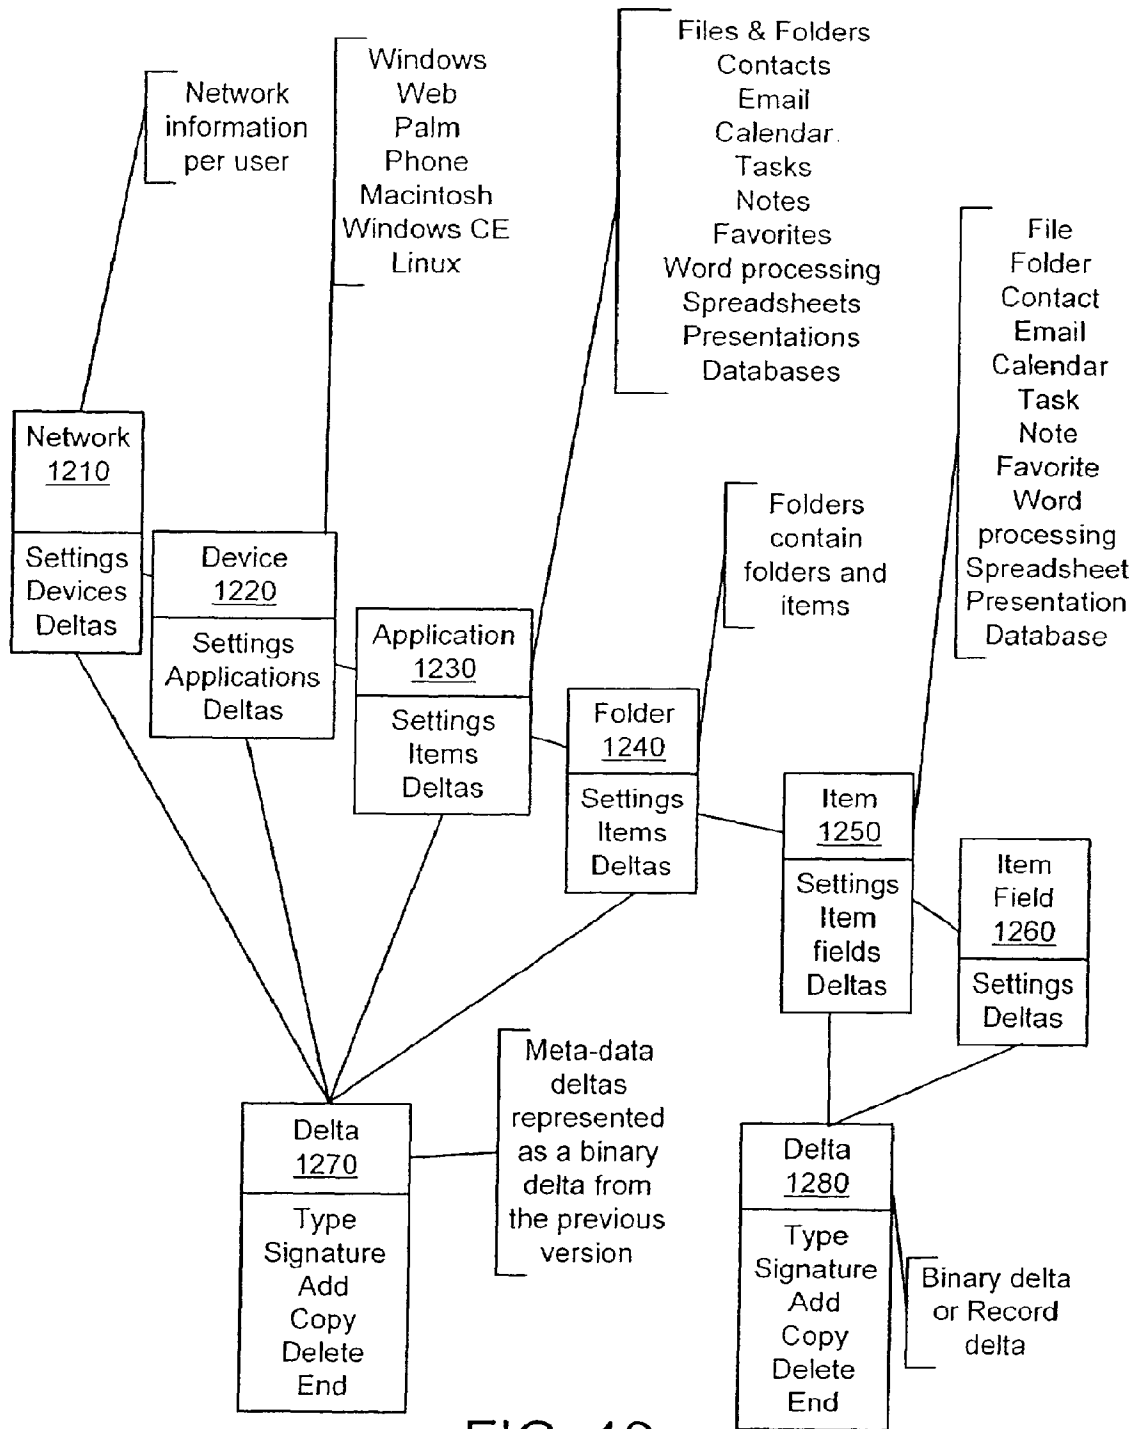 Network
information
per user
Windows
Web
Palm
Phone
Macintosh
Windows CE
Linux
Files & Folders
Contacts
Email
Calendar
Tasks
Notes
Favorites
Word processing
Spreadsheets
Presentations
Databases
File
Folder
Contact
Email
Calendar
Task
Note
Favorite
Word
processing
Spreadsheet
Presentation
Database
Folders
contain
folders and
items
Network
1210
Settings
Devices
Deltas
Device
1220
Settings
Applications
Deltas
Application
1230
Settings
Items
Deltas
Folder
1240
Settings
Items
Deltas
Item
1250
Settings
Item
fields
Deltas
Item
Field
1260
Settings
Deltas
Delta
1270
Type
Signature
Add
Copy
Delete
End
Meta-data
deltas
represented
as a binary
delta from
the previous
version
Delta
1280
Type
Signature
Add
Copy
Delete
End
Binary delta
or Record
delta